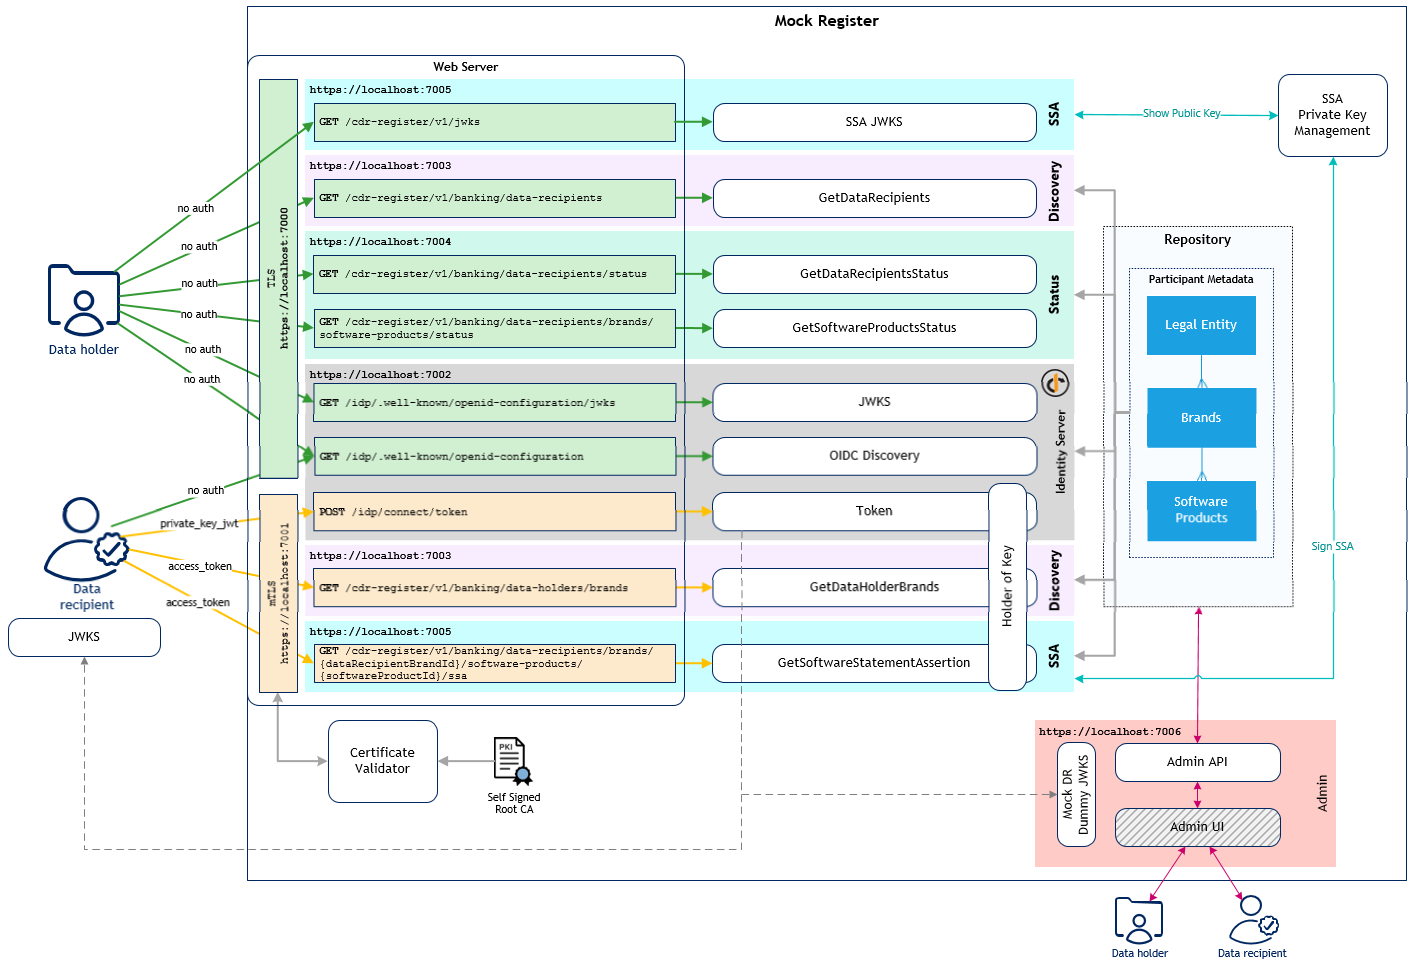 Mock Register
Web Server
TLS
https://localhost:7000
https://localhost:7005
GET /cdr-register/v1/jwks
SSA JWKS
SSA
Show Public Key
SSA
Private Key
Management
https://localhost:7003
GET /cdr-register/v1/banking/data-recipients
GetDataRecipients
Discovery
https://localhost:7004
GET /cdr-register/v1/banking/data-recipients/status
GetDataRecipientsStatus
GET /cdr-register/v1/banking/data-recipients/brands/
software-products/status
GetSoftwareProductsStatus
Status
https://localhost:7002
GET /idp/.well-known/openid-configuration/jwks
JWKS
GET /idp/.well-known/openid-configuration
OIDC Discovery
POST /idp/connect/token
Token
Identity Server
mTLS
https://localhost:7001
https://localhost:7003
GET /cdr-register/v1/banking/data-holders/brands
GetDataHolderBrands
Discovery
https://localhost:7005
GET /cdr-register/v1/banking/data-recipients/brands/
{dataRecipientBrandId}/software-products/
{softwareProductId}/ssa
GetSoftwareStatementAssertion
SSA
Holder of Key
no auth
no auth
no auth
no auth
no auth
no auth
Data holder
no auth
private_key_jwt
access_token
access_token
Data
recipient
JWKS
Repository
Participant Metadata
Legal Entity
Brands
Software
Products
Sign SSA
Certificate
Validator
PKI
Self Signed
Root CA
https://localhost:7006
Mock DR
Dummy JWKS
Admin API
Admin UI
Admin
Data holder
Data recipient